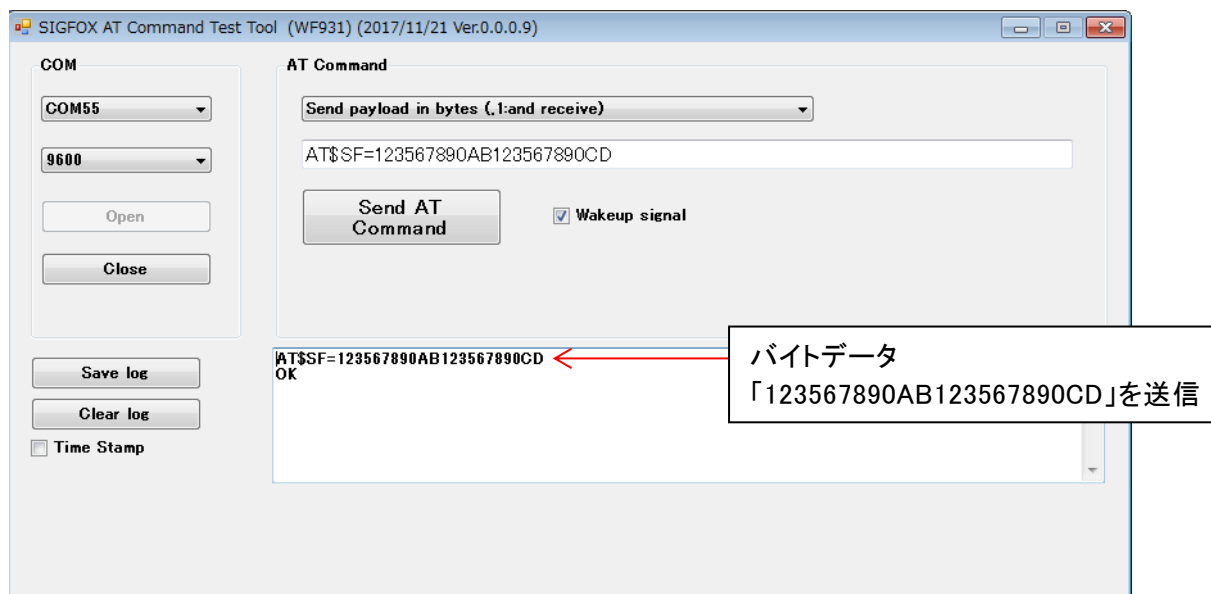 SIGFOX AT Command Test Tool (WF931) (2017/11/21 Ver.0.0.0.9)
COM
COM55
9600
Open
Close
AT Command
Send payload in bytes (,1:and receive)
AT$SF=123567890AB123567890CD
Send AT
Command
Wakeup signal
Save log
Clear log
Time Stamp
AT$SF=123567890AB123567890CD
OK
バイトデータ
「123567890AB123567890CD」を送信